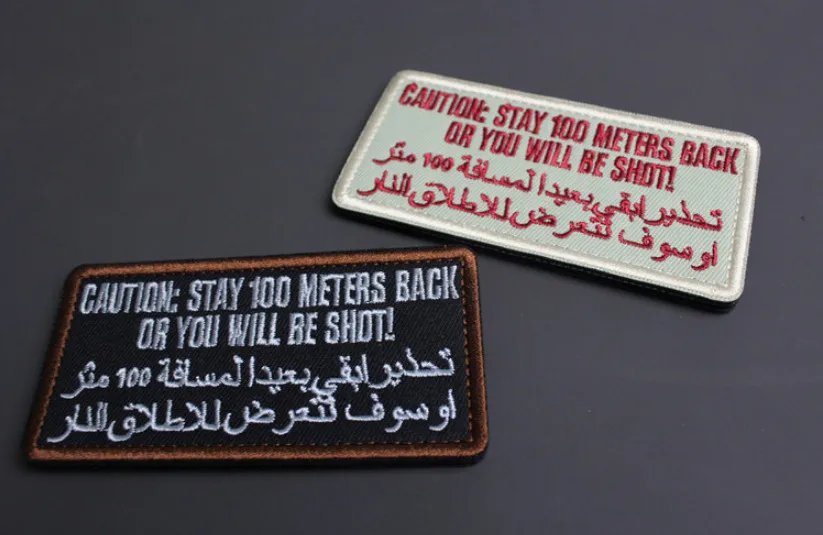 CAUTION: STAY 100 METERS BACK
OR YOU WILL BE SHOT!
تحذير ابقي بعيدا لمسافة 100 متر
او سوف تتعرض للاطلاق النار
CAUTION: STAY 100 METERS BACK
OR YOU WILL BE SHOT!
تحذير ابقي بعيدا لمسافة 100 متر
او سوف تتعرض للاطلاق النار